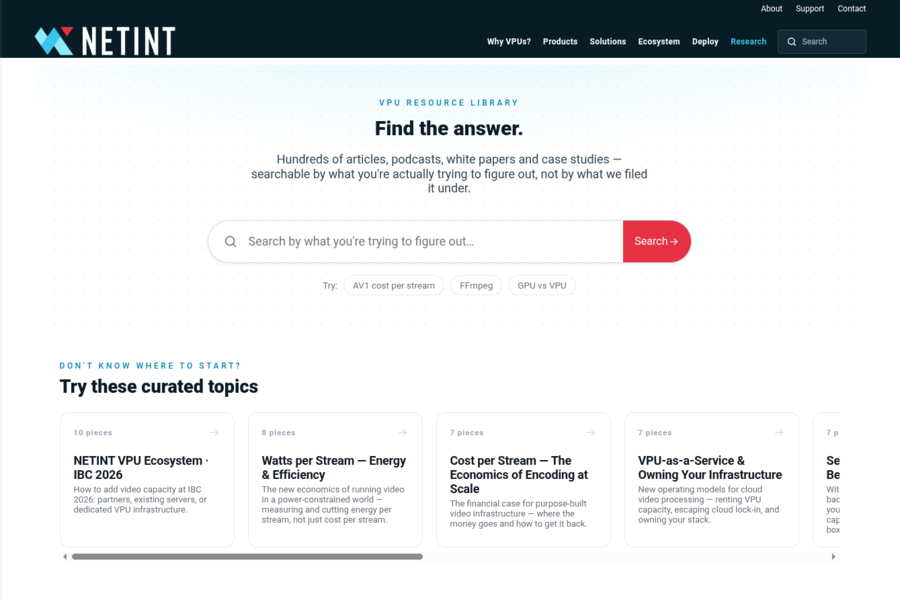 About Support Contact
NETINT
Why VPUs? Products Solutions Ecosystem Deploy Research Search
VPU RESOURCE LIBRARY
Find the answer.
Hundreds of articles, podcasts, white papers and case studies —
searchable by what you're actually trying to figure out, not by what we filed
it under.
Search by what you're trying to figure out...
Search →
Try: AV1 cost per stream FFmpeg GPU vs VPU
DON'T KNOW WHERE TO START?
Try these curated topics
10 pieces →
NETINT VPU Ecosystem ·
IBC 2026
How to add video capacity at IBC
2026: partners, existing servers, or
dedicated VPU infrastructure.
8 pieces →
Watts per Stream — Energy
& Efficiency
The new economics of running video
in a power-constrained world —
measuring and cutting energy per
stream, not just cost per stream.
7 pieces →
Cost per Stream — The
Economics of Encoding at
Scale
The financial case for purpose-built
video infrastructure — where the
money goes and how to get it back.
7 pieces →
VPU-as-a-Service &
Owning Your Infrastructure
New operating models for cloud
video processing — renting VPU
capacity, escaping cloud lock-in, and
owning your stack.
7 p
Se
Be
Wit
bac
you
cap
box